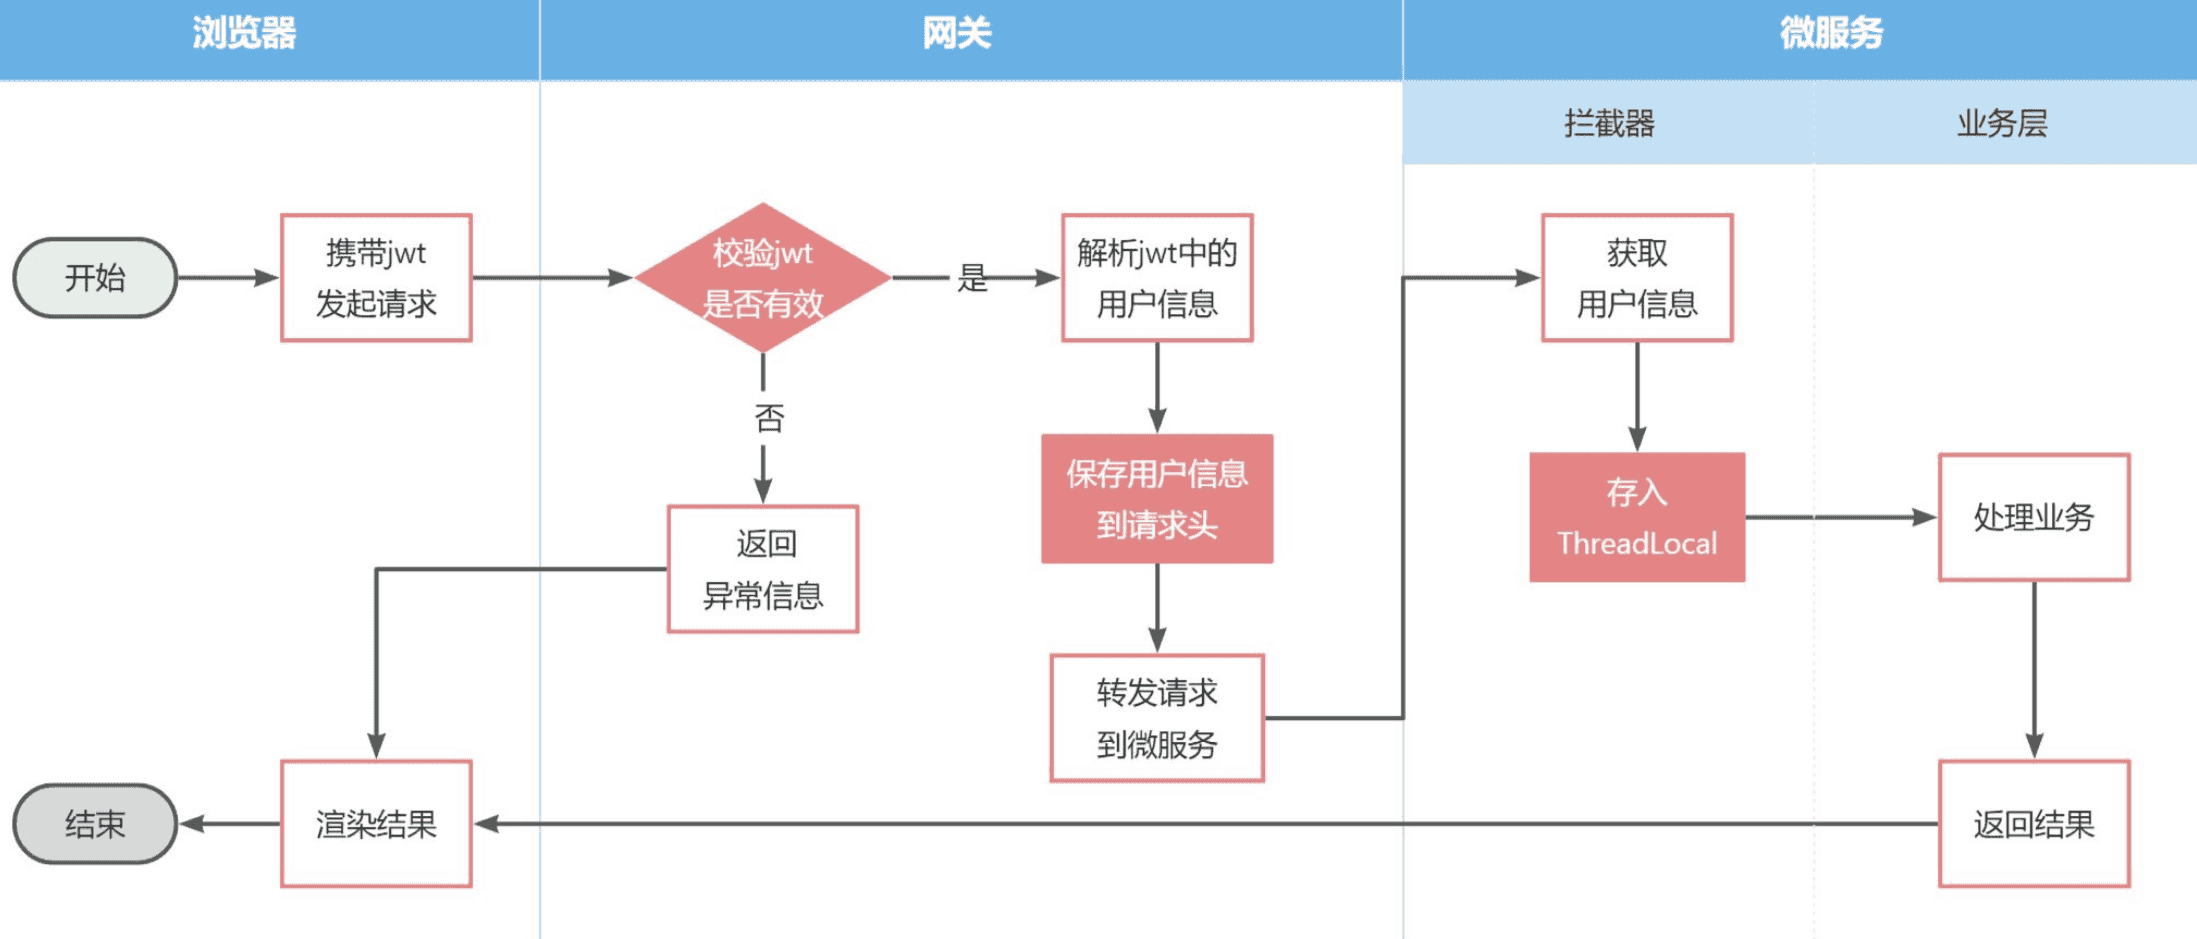 浏览器
网关
微服务
拦截器
业务层
开始
携带jwt
发起请求
校验jwt
是否有效
是
解析jwt中的
用户信息
获取
用户信息
否
保存用户信息
到请求头
存入
ThreadLocal
处理业务
返回
异常信息
转发请求
到微服务
结束
渲染结果
返回结果